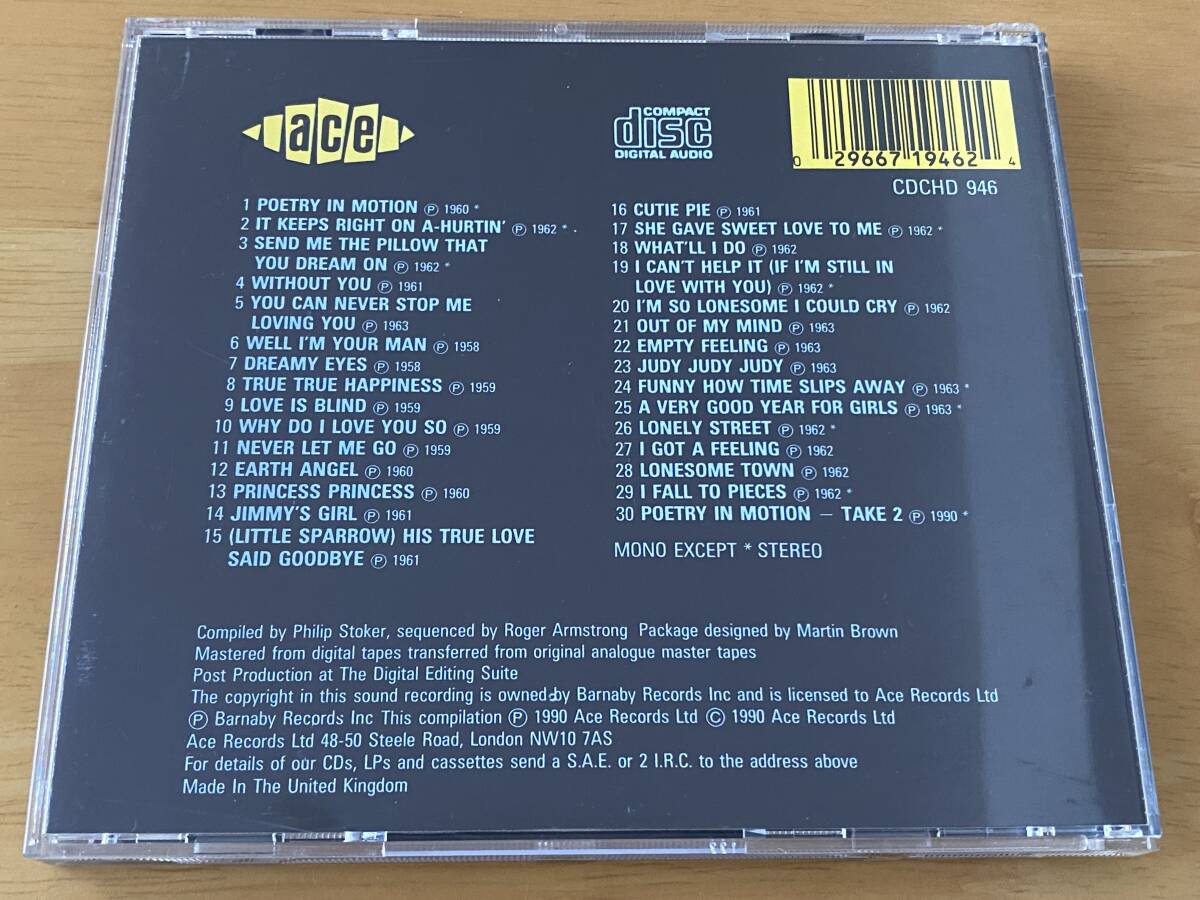 ace
COMPACT
disc
DIGITAL AUDIO
0 29667 19462 4
CDCHD 946
1 POETRY IN MOTION ℗ 1960 *
2 IT KEEPS RIGHT ON A-HURTIN' ℗ 1962 *
3 SEND ME THE PILLOW THAT
YOU DREAM ON ℗ 1962 *
4 WITHOUT YOU ℗ 1961
5 YOU CAN NEVER STOP ME
LOVING YOU ℗ 1963
6 WELL I'M YOUR MAN ℗ 1958
7 DREAMY EYES ℗ 1958
8 TRUE TRUE HAPPINESS ℗ 1959
9 LOVE IS BLIND ℗ 1959
10 WHY DO I LOVE YOU SO ℗ 1959
11 NEVER LET ME GO ℗ 1959
12 EARTH ANGEL ℗ 1960
13 PRINCESS PRINCESS ℗ 1960
14 JIMMY'S GIRL ℗ 1961
15 (LITTLE SPARROW) HIS TRUE LOVE
SAID GOODBYE ℗ 1961
16 CUTIE PIE ℗ 1961
17 SHE GAVE SWEET LOVE TO ME ℗ 1962 *
18 WHAT'LL I DO ℗ 1962
19 I CAN'T HELP IT (IF I'M STILL IN
LOVE WITH YOU) ℗ 1962 *
20 I'M SO LONESOME I COULD CRY ℗ 1962
21 OUT OF MY MIND ℗ 1963
22 EMPTY FEELING ℗ 1963
23 JUDY JUDY JUDY ℗ 1963
24 FUNNY HOW TIME SLIPS AWAY ℗ 1963 *
25 A VERY GOOD YEAR FOR GIRLS ℗ 1963 *
26 LONELY STREET ℗ 1962 *
27 I GOT A FEELING ℗ 1962
28 LONESOME TOWN ℗ 1962
29 I FALL TO PIECES ℗ 1962 *
30 POETRY IN MOTION – TAKE 2 ℗ 1990 *
MONO EXCEPT * STEREO
Compiled by Philip Stoker, sequenced by Roger Armstrong Package designed by Martin Brown
Mastered from digital tapes transferred from original analogue master tapes
Post Production at The Digital Editing Suite
The copyright in this sound recording is owned by Barnaby Records Inc and is licensed to Ace Records Ltd
℗ Barnaby Records Inc This compilation ℗ 1990 Ace Records Ltd © 1990 Ace Records Ltd
Ace Records Ltd 48-50 Steele Road, London NW10 7AS
For details of our CDs, LPs and cassettes send a S.A.E. or 2 I.R.C. to the address above
Made In The United Kingdom